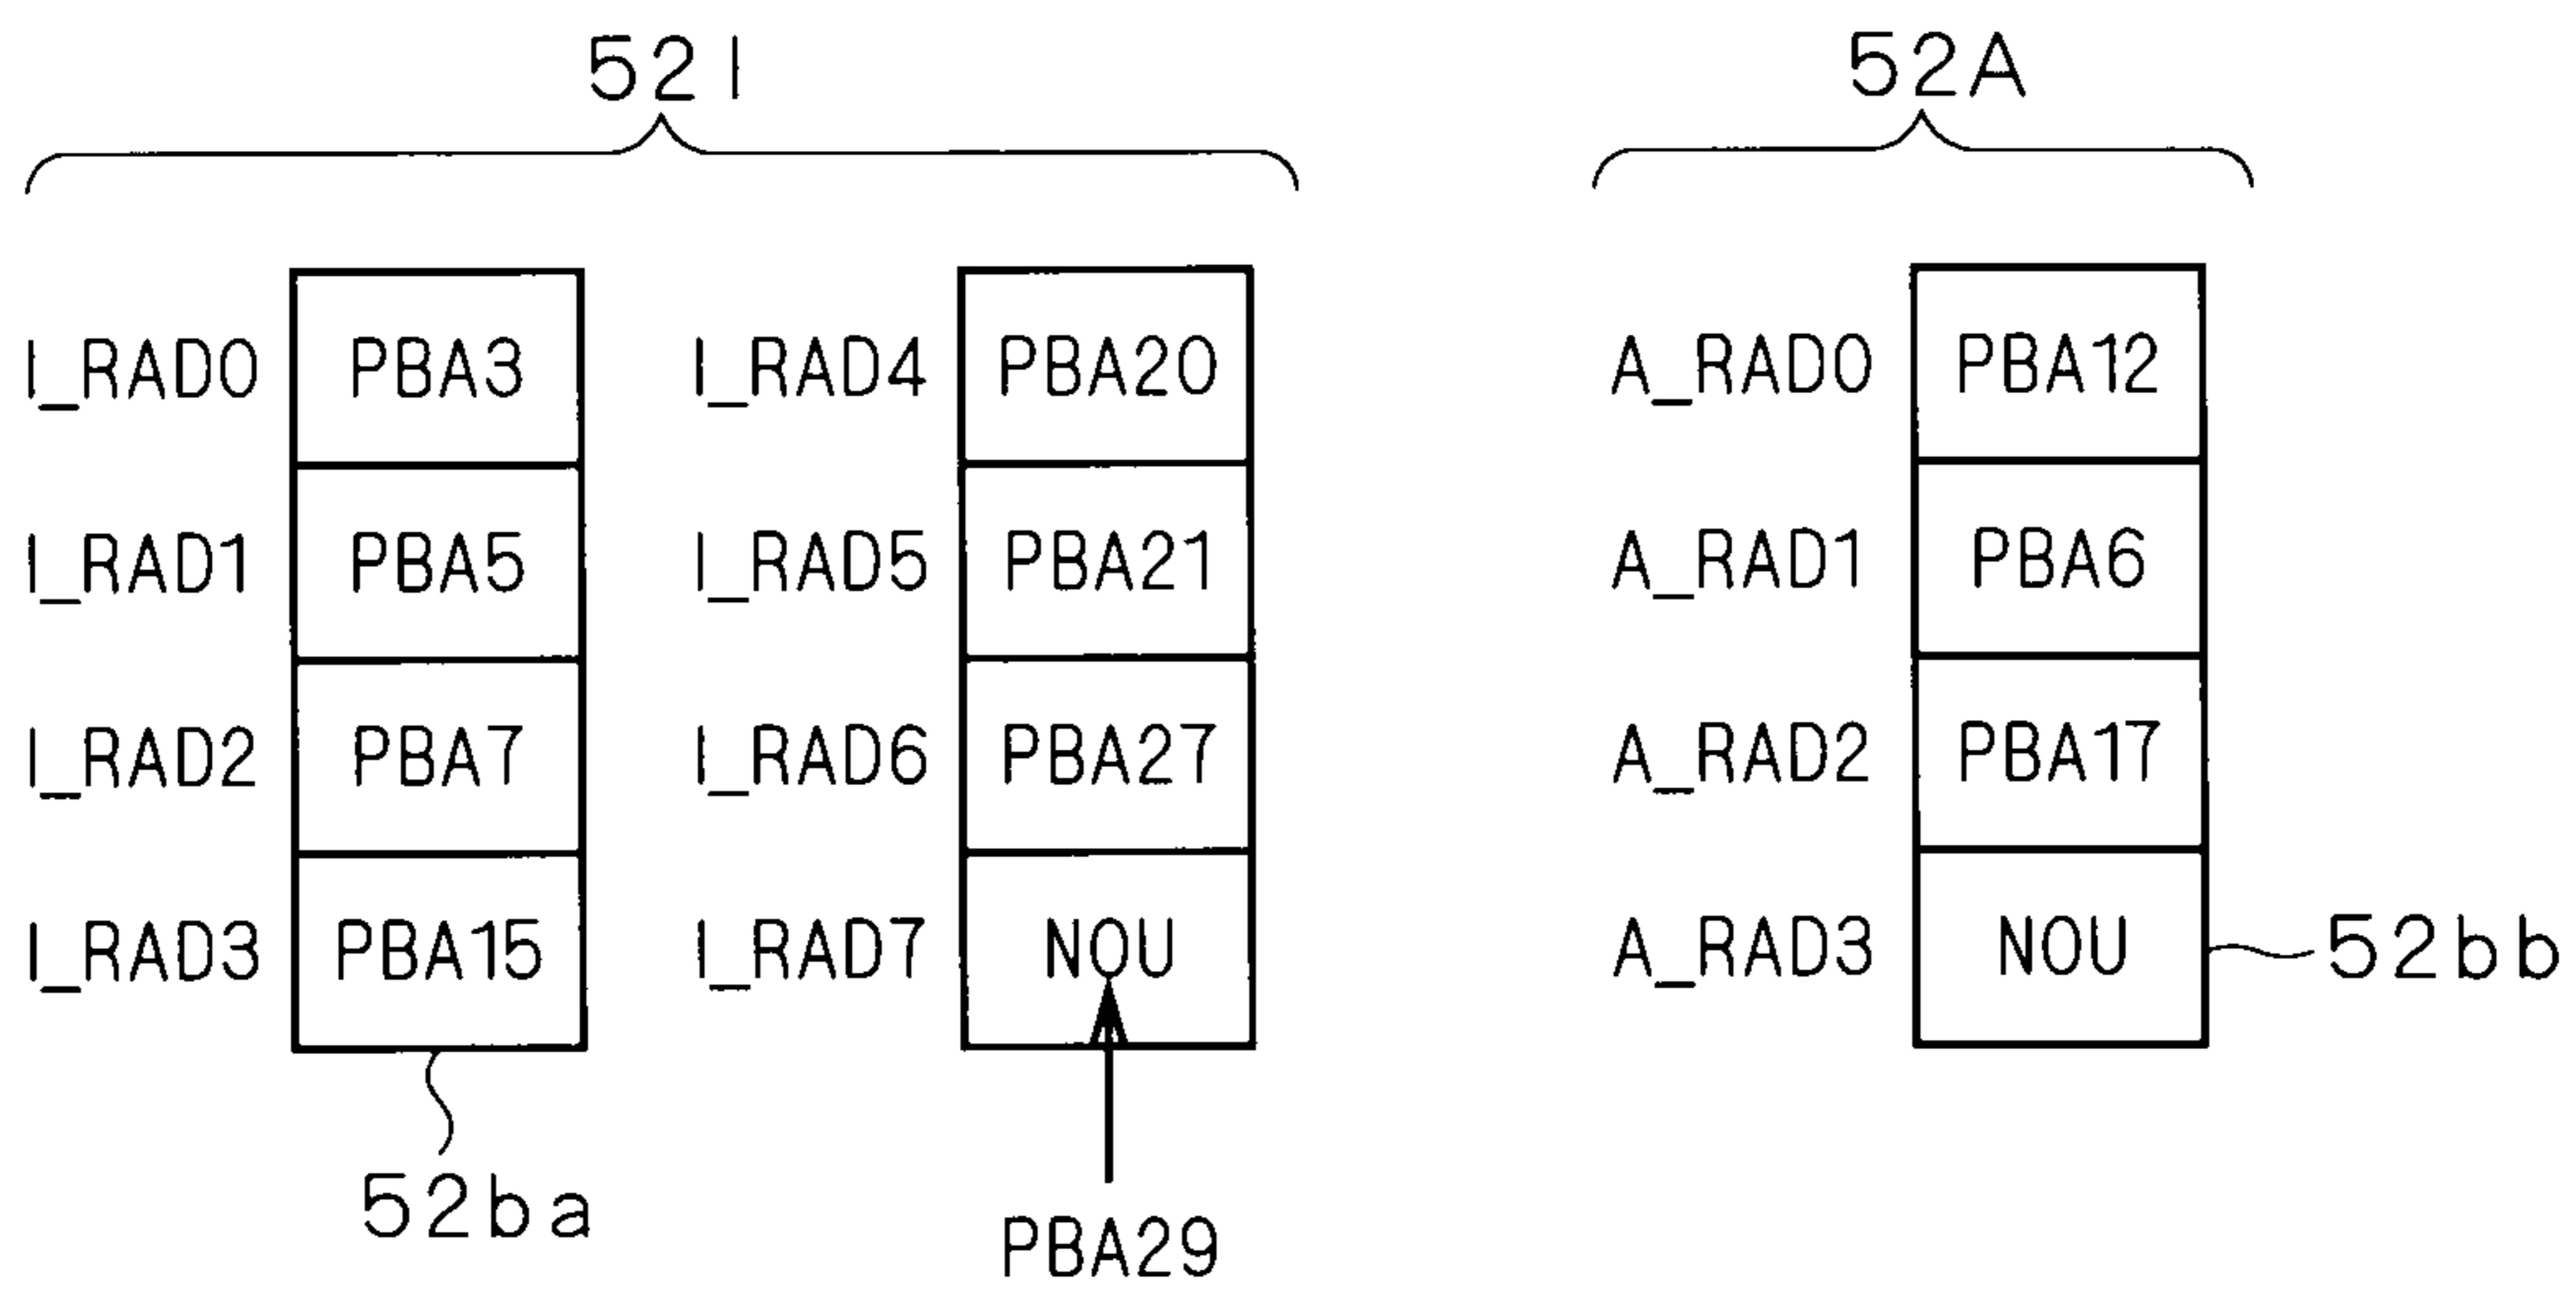 52I
52A
I_RAD0 PBA3 I_RAD4 PBA20 A_RAD0 PBA12
I_RAD1 PBA5 I_RAD5 PBA21 A_RAD1 PBA6
I_RAD2 PBA7 I_RAD6 PBA27 A_RAD2 PBA17
I_RAD3 PBA15 I_RAD7 NOU A_RAD3 NOU 52bb
52ba
PBA29